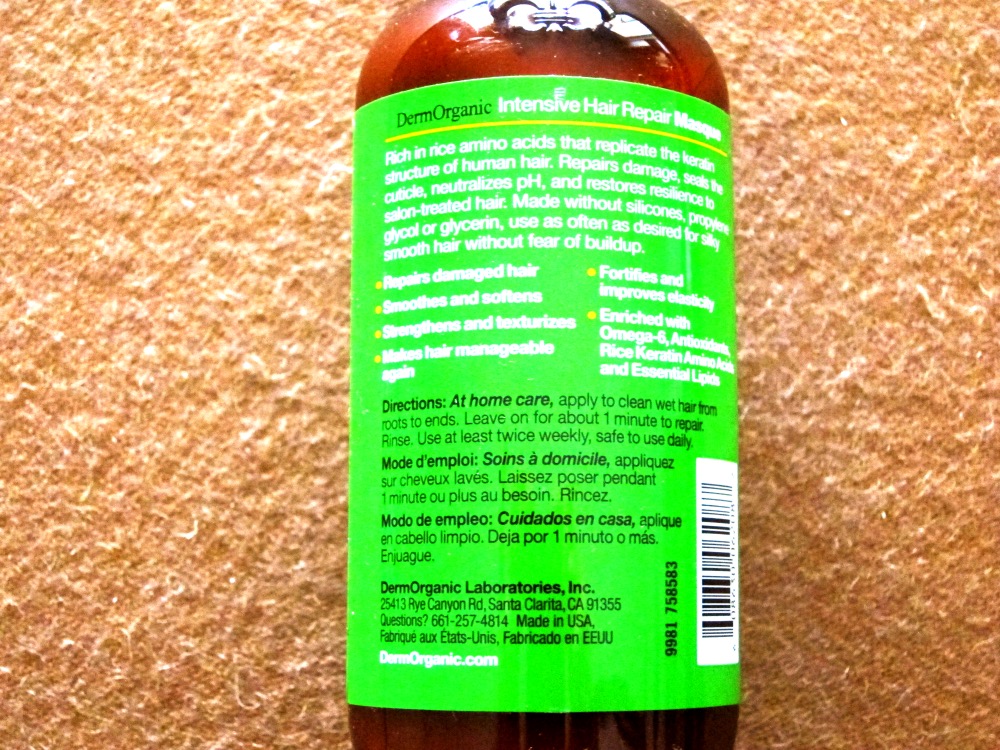 DermOrganic Intensive Hair Repair Masque
Rich in rice amino acids that replicate the keratin
structure of human hair. Repairs damage, seals the
cuticle, neutralizes pH, and restores resilience to
salon-treated hair. Made without silicones, propylene
glycol or glycerin, use as often as desired for silky
smooth hair without fear of buildup.
•Repairs damaged hair
•Smoothes and softens
•Strengthens and texturizes
•Makes hair manageable
again
• Fortifies and
improves elasticity
• Enriched with
Omega-6, Antioxidants,
Rice Keratin Amino Acids
and Essential Lipids
Directions: At home care, apply to clean wet hair from
roots to ends. Leave on for about 1 minute to repair.
Rinse. Use at least twice weekly, safe to use daily.
Mode d'emploi: Soins à domicile, appliquez
sur cheveux lavés. Laissez poser pendant
1 minute ou plus au besoin. Rincez.
Modo de empleo: Cuidados en casa, aplique
en cabello limpio. Deja por 1 minuto o más.
Enjuague.
DermOrganic Laboratories, Inc.
25413 Rye Canyon Rd, Santa Clarita, CA 91355
Questions? 661-257-4814 Made in USA,
Fabriqué aux États-Unis, Fabricado en EEUU
DermOrganic.com
9981 758583